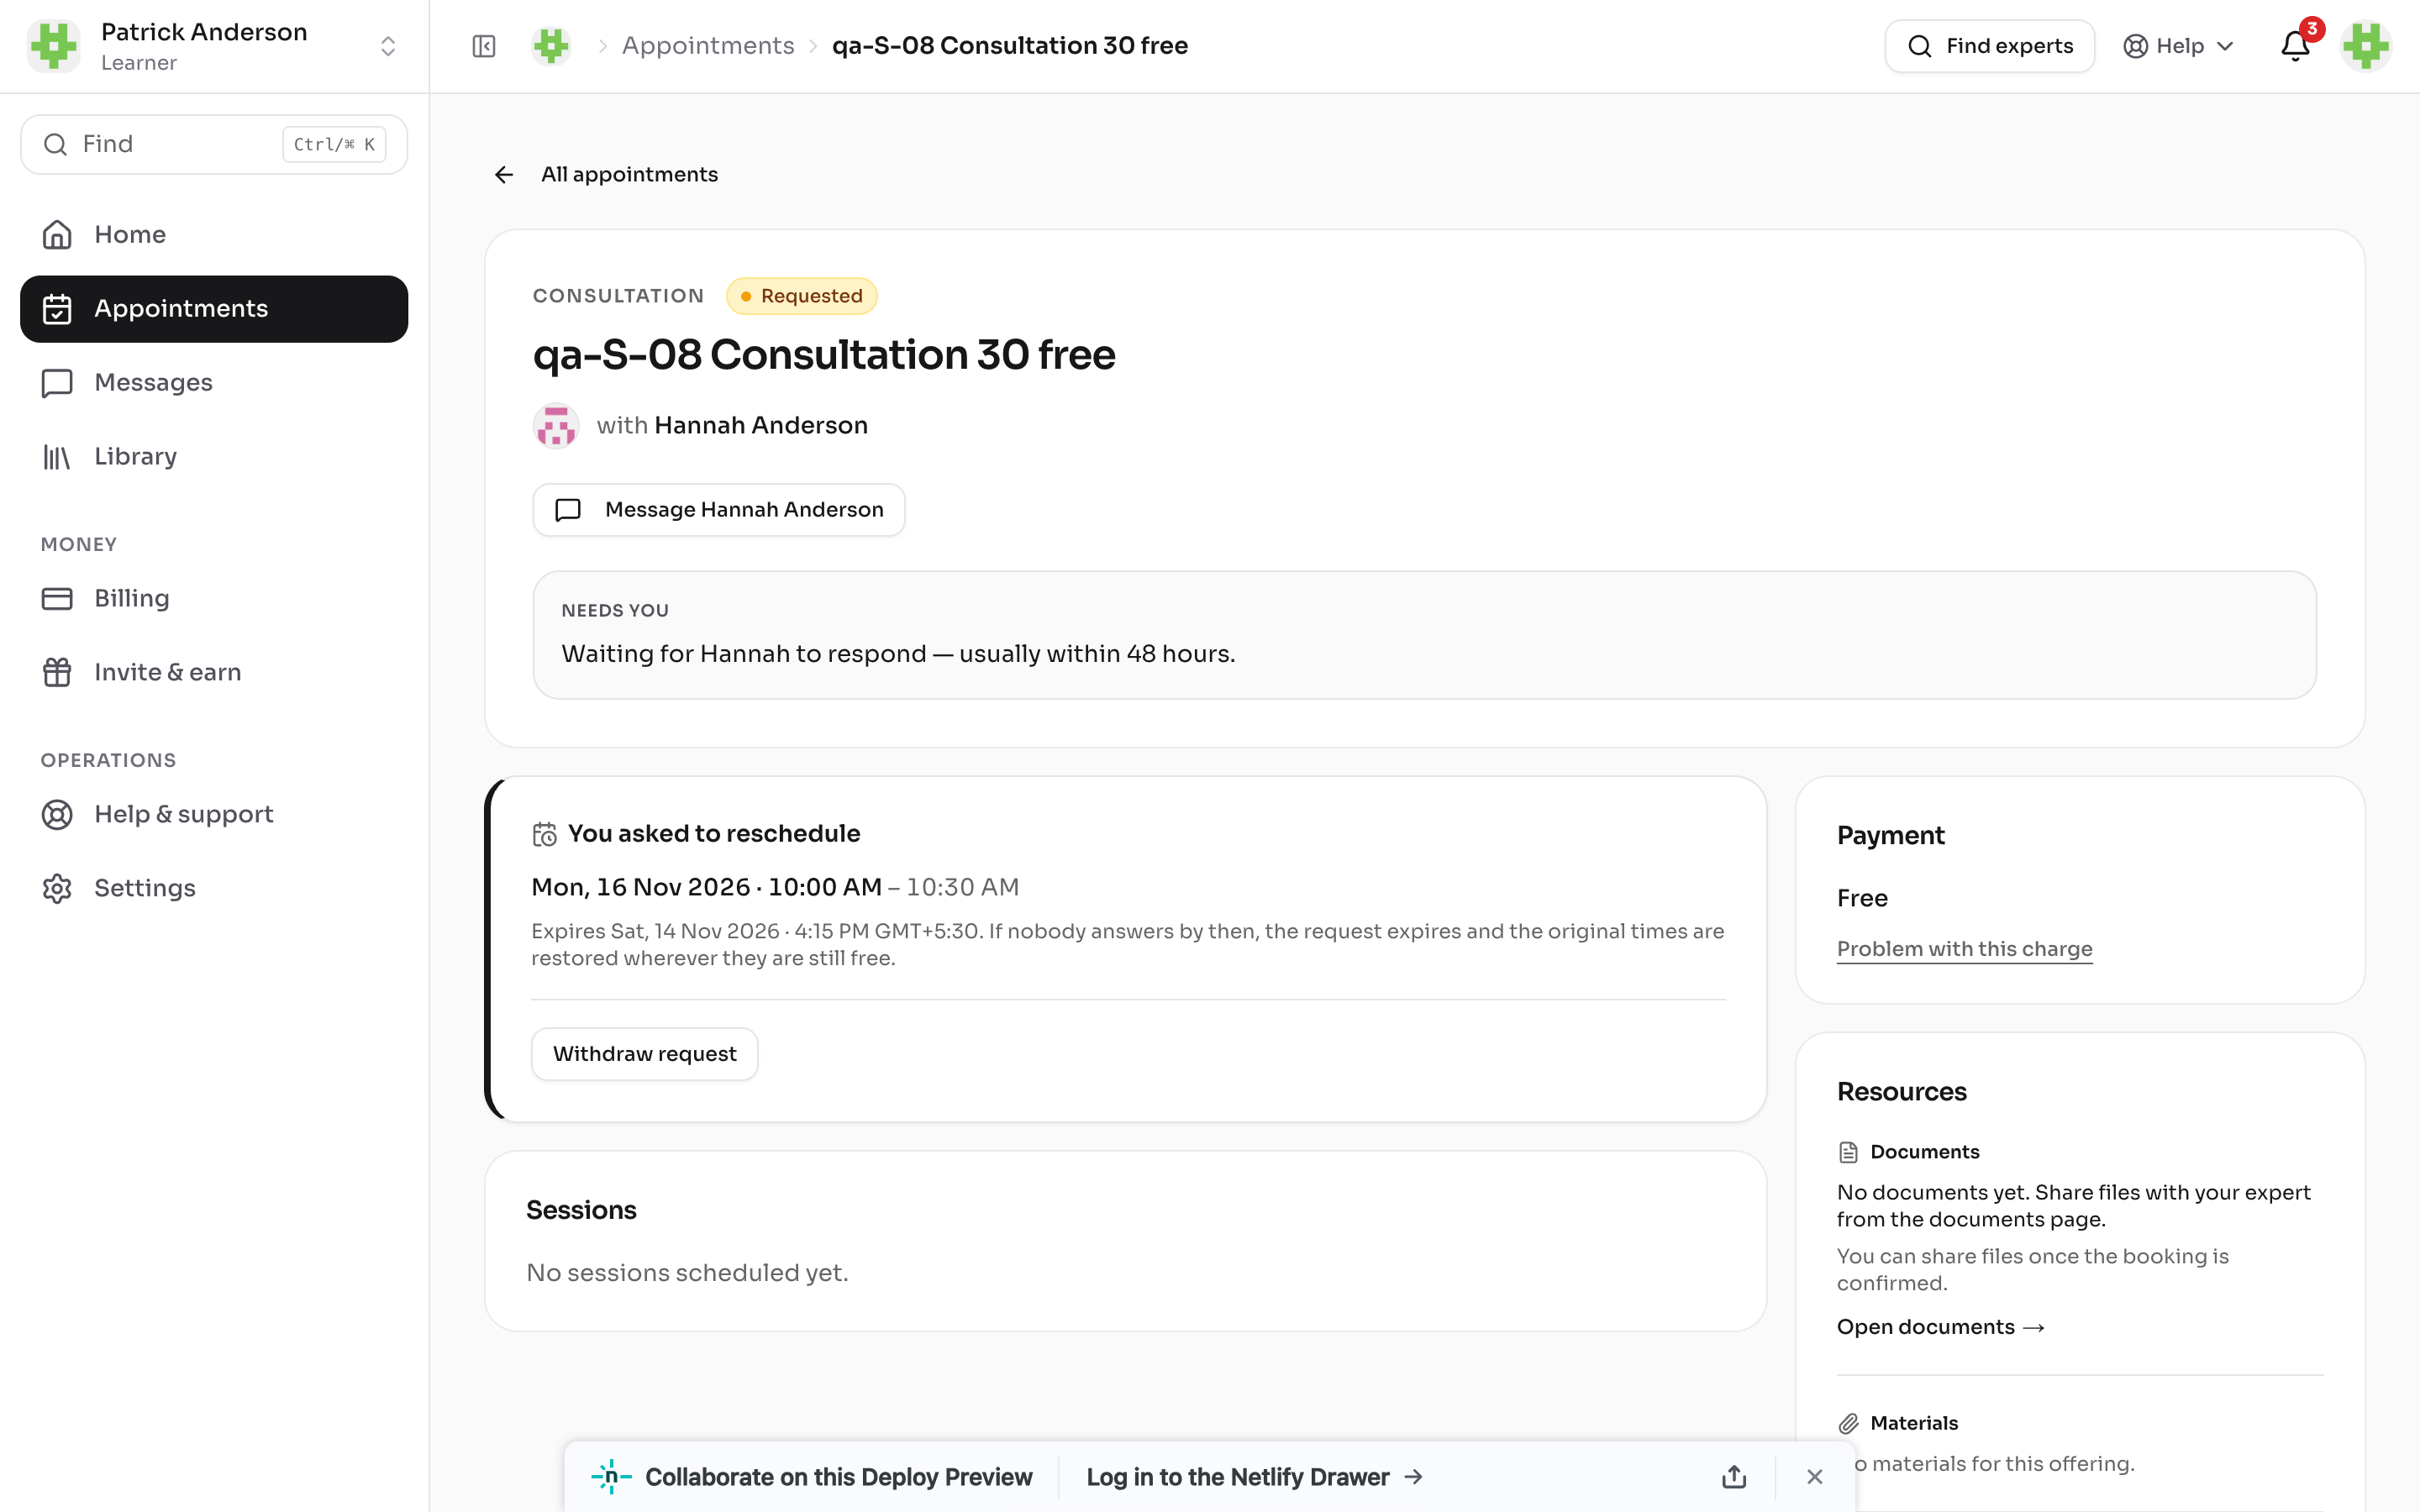 Patrick Anderson
Learner
Find
Ctrl/⌘ K
Home
Appointments
Messages
Library
MONEY
Billing
Invite & earn
OPERATIONS
Help & support
Settings
Appointments
qa-S-08 Consultation 30 free
Find experts
Help
3
All appointments
CONSULTATION
Requested
qa-S-08 Consultation 30 free
with Hannah Anderson
Message Hannah Anderson
NEEDS YOU
Waiting for Hannah to respond — usually within 48 hours.
You asked to reschedule
Mon, 16 Nov 2026 · 10:00 AM – 10:30 AM
Expires Sat, 14 Nov 2026 · 4:15 PM GMT+5:30. If nobody answers by then, the request expires and the original times are
restored wherever they are still free.
Withdraw request
Sessions
No sessions scheduled yet.
Payment
Free
Problem with this charge
Resources
Documents
No documents yet. Share files with your expert
from the documents page.
You can share files once the booking is
confirmed.
Open documents →
Materials
o materials for this offering.
Collaborate on this Deploy Preview
Log in to the Netlify Drawer →